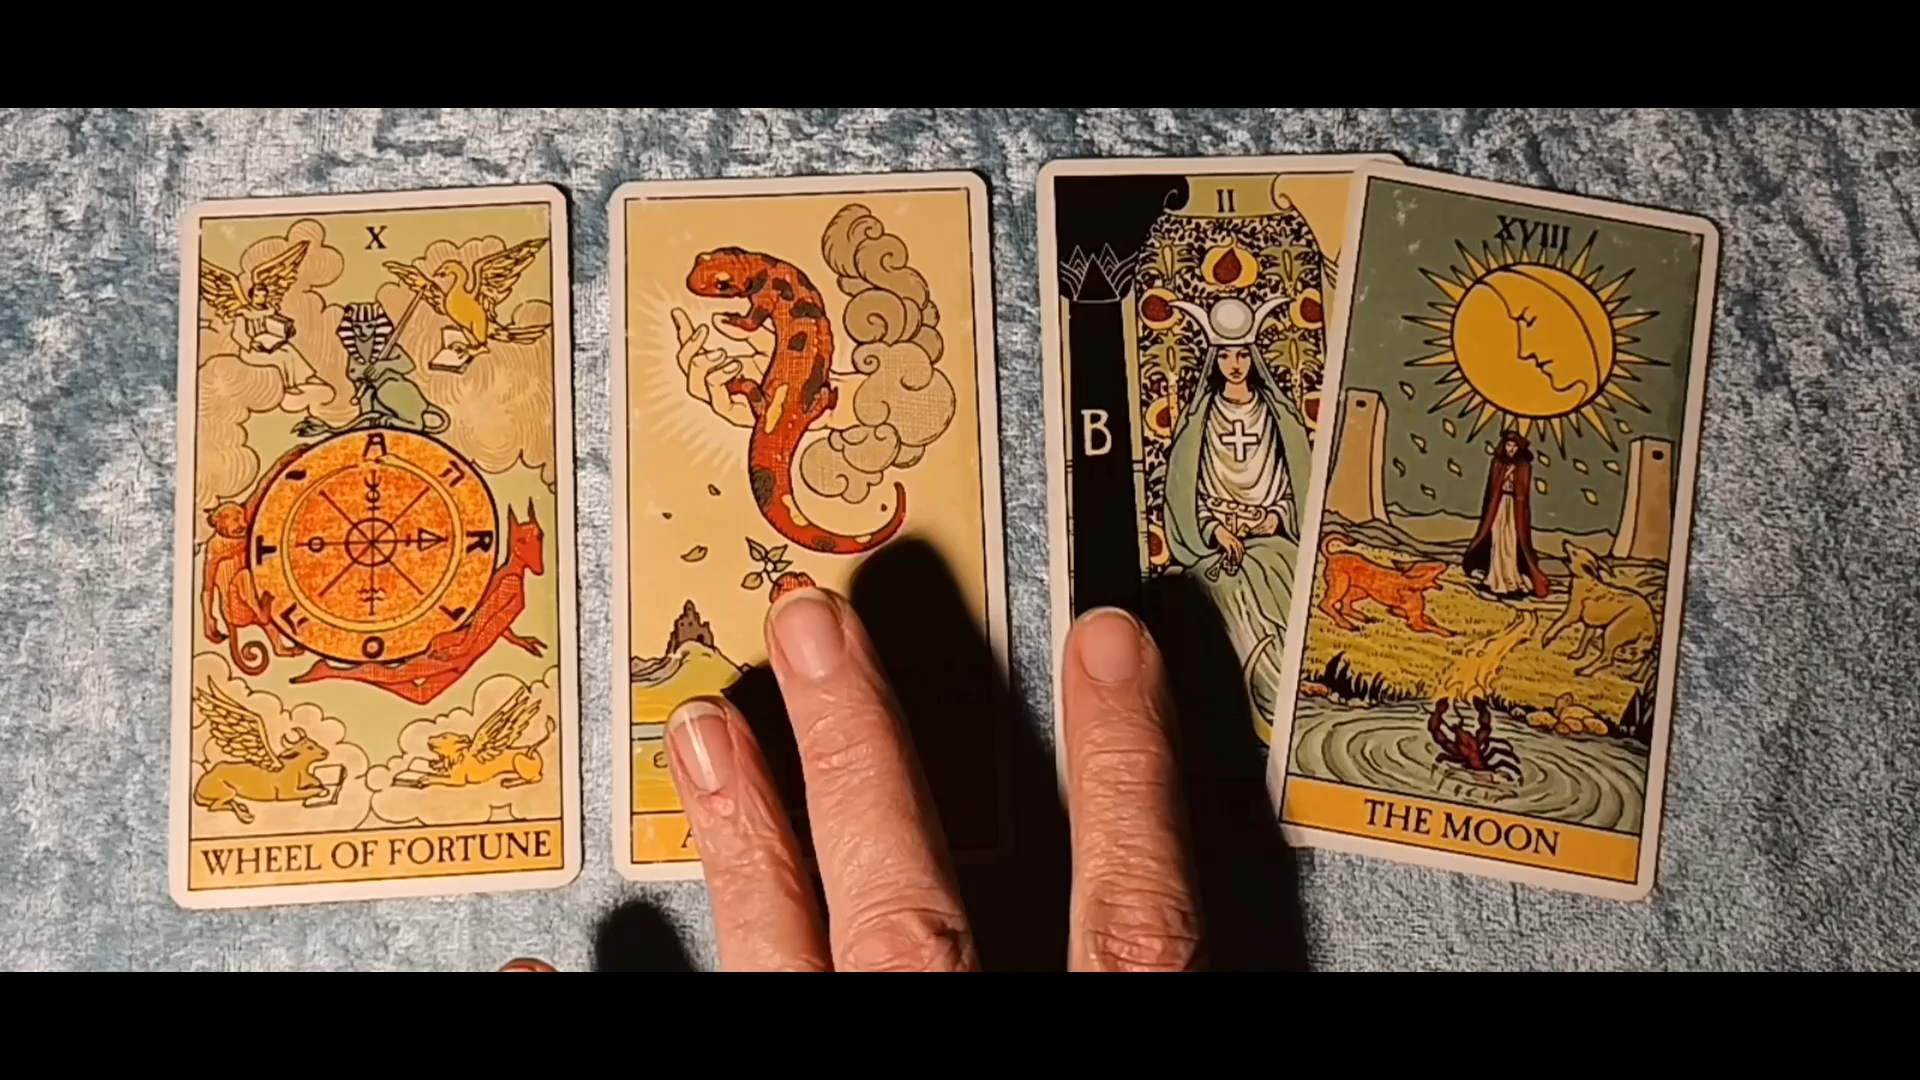 X
WHEEL OF FORTUNE
A
II
B
XVIII
THE MOON